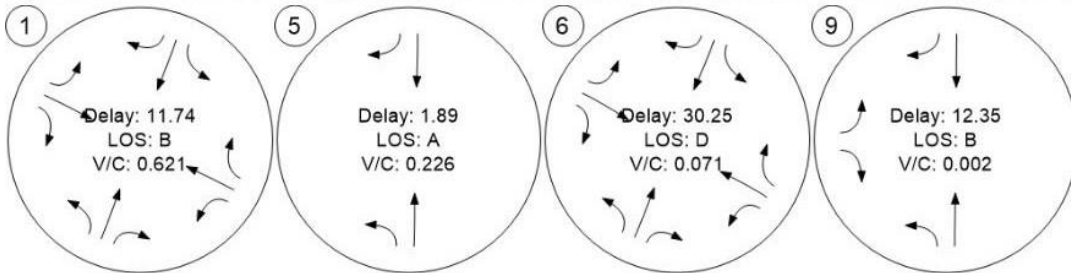 1
Delay: 11.74
LOS: B
V/C: 0.621
5
Delay: 1.89
LOS: A
V/C: 0.226
6
Delay: 30.25
LOS: D
V/C: 0.071
9
Delay: 12.35
LOS: B
V/C: 0.002